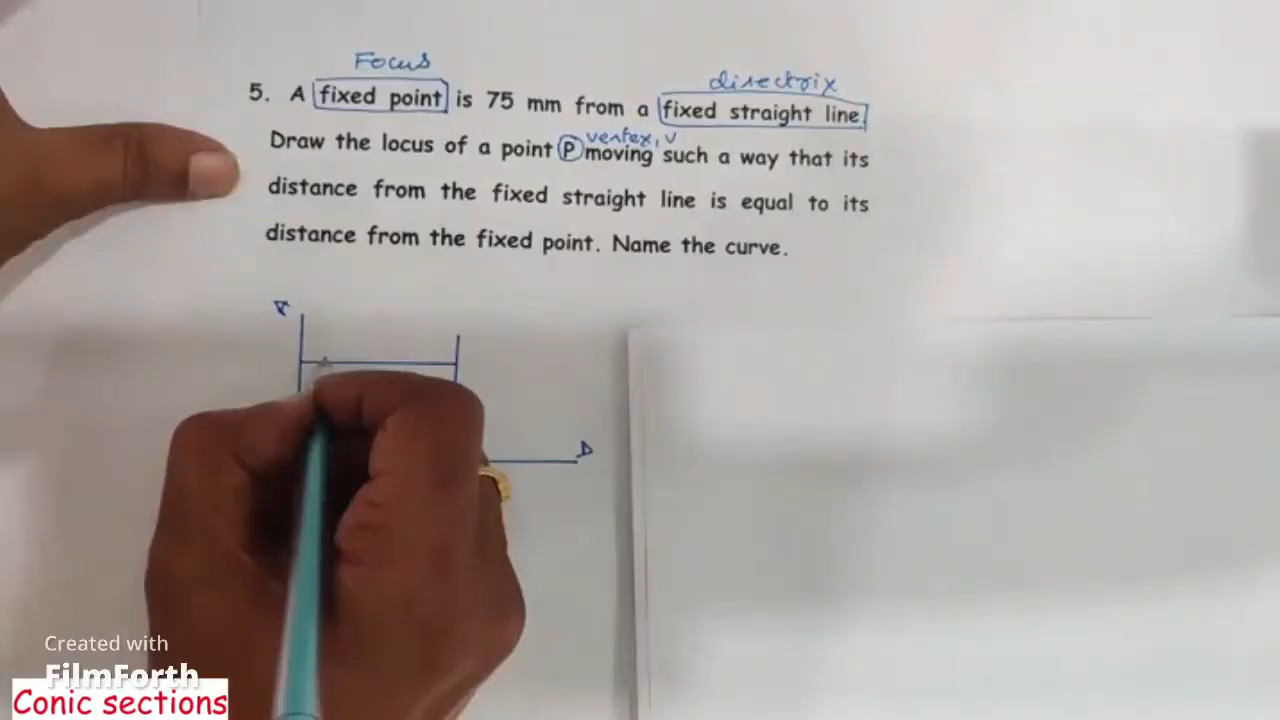 Focus
directrix
5. A fixed point is 75 mm from a fixed straight line.
vertex, V
Draw the locus of a point P moving such a way that its
distance from the fixed straight line is equal to its
distance from the fixed point. Name the curve.
A
D
Created with
FilmForth
Conic sections